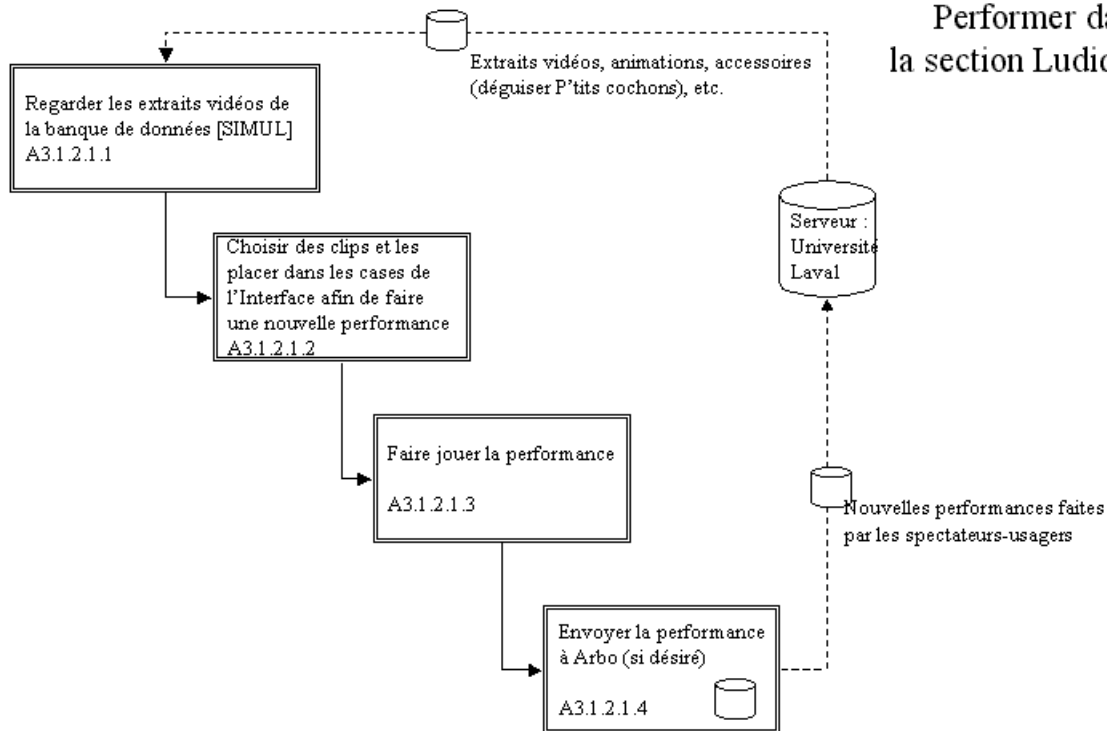 Performer da
la section Ludic
Extraits vidéos, animations, accessoires
(déguiser P'tits cochons), etc.
Regarder les extraits vidéos de
la banque de données [SIMUL]
A3.1.2.1.1
Serveur :
Université
Laval
Choisir des clips et les
placer dans les cases de
l'Interface afin de faire
une nouvelle performance
A3.1.2.1.2
Faire jouer la performance
A3.1.2.1.3
Nouvelles performances faites
par les spectateurs-usagers
Envoyer la performance
à Arbo (si désiré)
A3.1.2.1.4